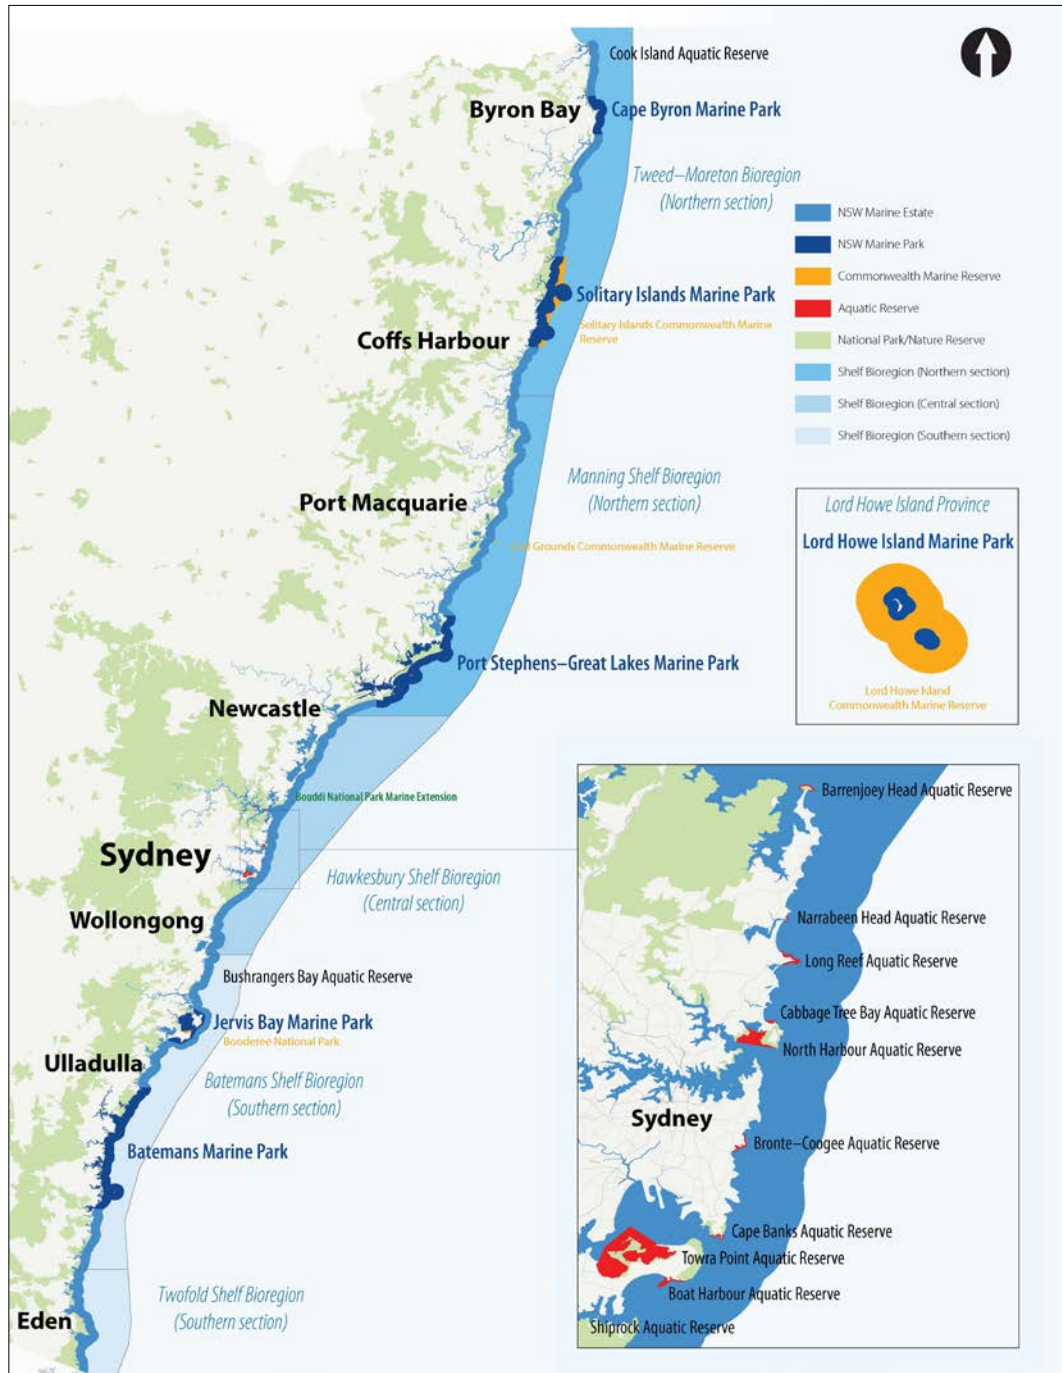 Cook Island Aquatic Reserve
Byron Bay
Cape Byron Marine Park
Tweed–Moreton Bioregion
(Northern section)
NSW Marine Estate
NSW Marine Park
Commonwealth Marine Reserve
Aquatic Reserve
National Park/Nature Reserve
Shelf Bioregion (Northern section)
Shelf Bioregion (Central section)
Shelf Bioregion (Southern section)
Solitary Islands Marine Park
Solitary Islands Commonwealth Marine
Reserve
Coffs Harbour
Manning Shelf Bioregion
(Northern section)
Port Macquarie
Grounds Commonwealth Marine Reserve
Lord Howe Island Province
Lord Howe Island Marine Park
Lord Howe Island
Commonwealth Marine Reserve
Port Stephens–Great Lakes Marine Park
Newcastle
Bouddi National Park Marine Extension
Sydney
Hawkesbury Shelf Bioregion
(Central section)
Wollongong
Bushrangers Bay Aquatic Reserve
Jervis Bay Marine Park
Booderee National Park
Ulladulla
Batemans Shelf Bioregion
(Southern section)
Batemans Marine Park
Twofold Shelf Bioregion
(Southern section)
Eden
Barrenjoey Head Aquatic Reserve
Narrabeen Head Aquatic Reserve
Long Reef Aquatic Reserve
Cabbage Tree Bay Aquatic Reserve
North Harbour Aquatic Reserve
Sydney
Bronte–Coogee Aquatic Reserve
Cape Banks Aquatic Reserve
Towra Point Aquatic Reserve
Boat Harbour Aquatic Reserve
Shiprock Aquatic Reserve